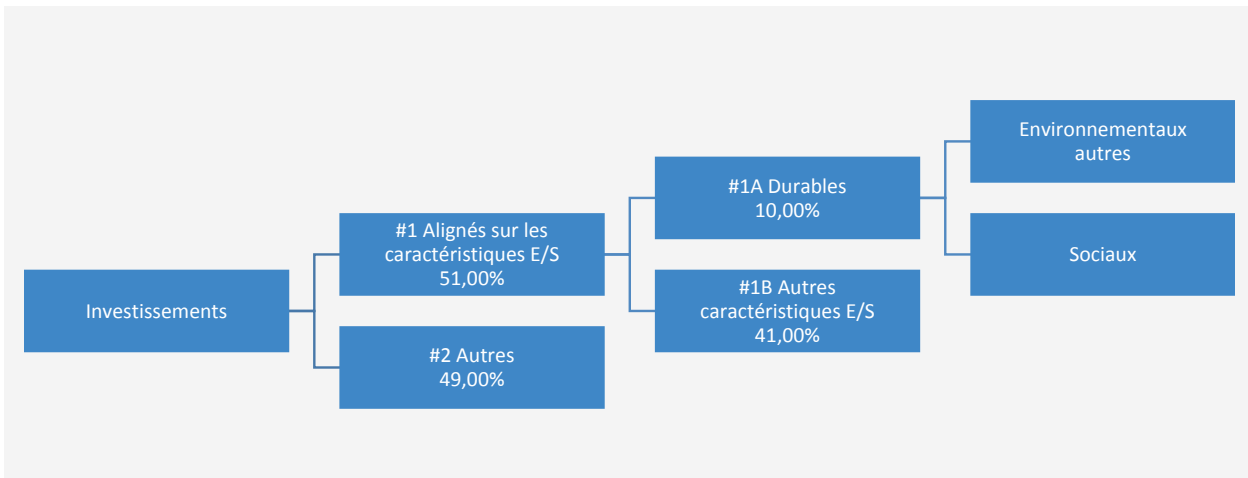 Investissements
#1 Alignés sur les
caractéristiques E/S
51,00%
#2 Autres
49,00%
#1A Durables
10,00%
#1B Autres
caractéristiques E/S
41,00%
Environnementaux
autres
Sociaux